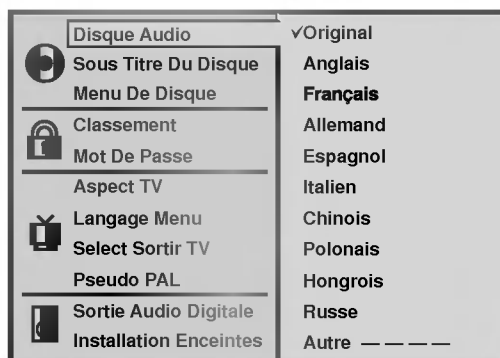 Disque Audio
Sous Titre Du Disque
Menu De Disque
Classement
Mot De Passe
Aspect TV
Langage Menu
Select Sortir TV
Pseudo PAL
Sortie Audio Digitale
Installation Enceintes
✓Original
Anglais
Français
Allemand
Espagnol
Italien
Chinois
Polonais
Hongrois
Russe
Autre — — — —